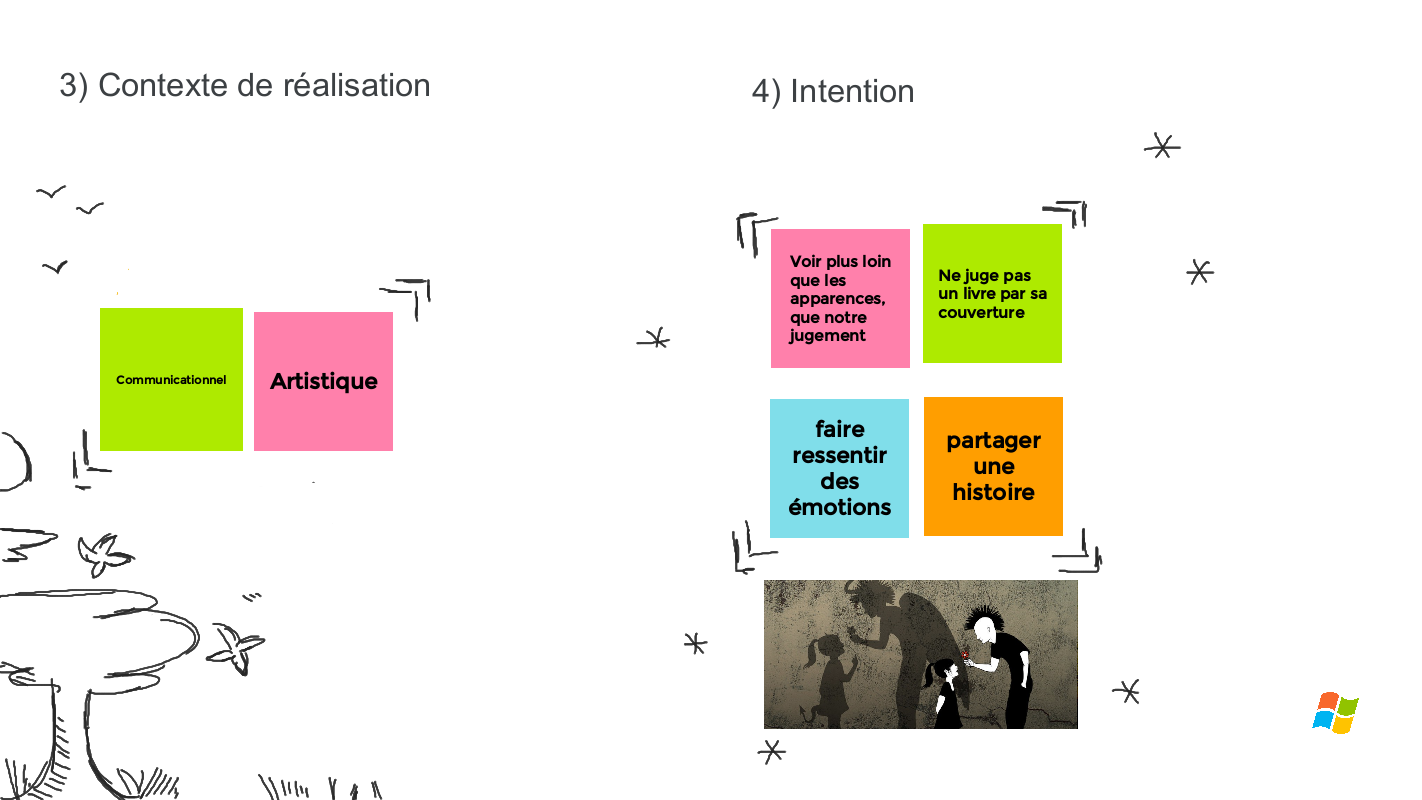 3) Contexte de réalisation
Communicationnel
Artistique
4) Intention
Voir plus loin
que les
apparences,
que notre
jugement
Ne juge pas
un livre par sa
couverture
faire
ressentir
des
émotions
partager
une
histoire